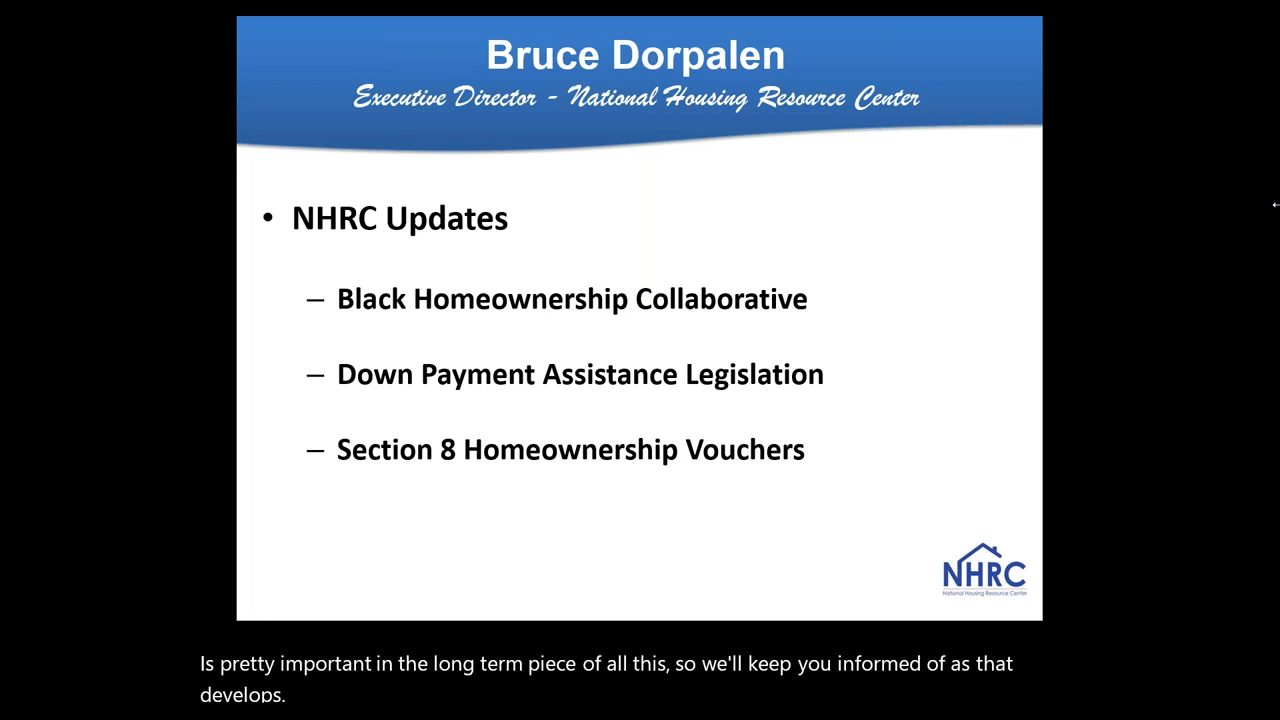 Bruce Dorpalen
Executive Director - National Housing Resource Center
• NHRC Updates
– Black Homeownership Collaborative
– Down Payment Assistance Legislation
– Section 8 Homeownership Vouchers
NHRC
National Housing Resource Center
Is pretty important in the long term piece of all this, so we'll keep you informed of as that
develops.